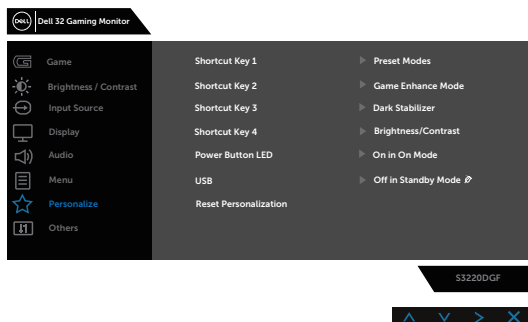 DELL Dell 32 Gaming Monitor
Game
Shortcut Key 1 Preset Modes
Brightness / Contrast
Shortcut Key 2 Game Enhance Mode
Input Source
Shortcut Key 3 Dark Stabilizer
Display
Shortcut Key 4 Brightness/Contrast
Audio
Power Button LED On in On Mode
Menu
USB Off in Standby Mode
Personalize
Reset Personalization
Others
S3220DGF